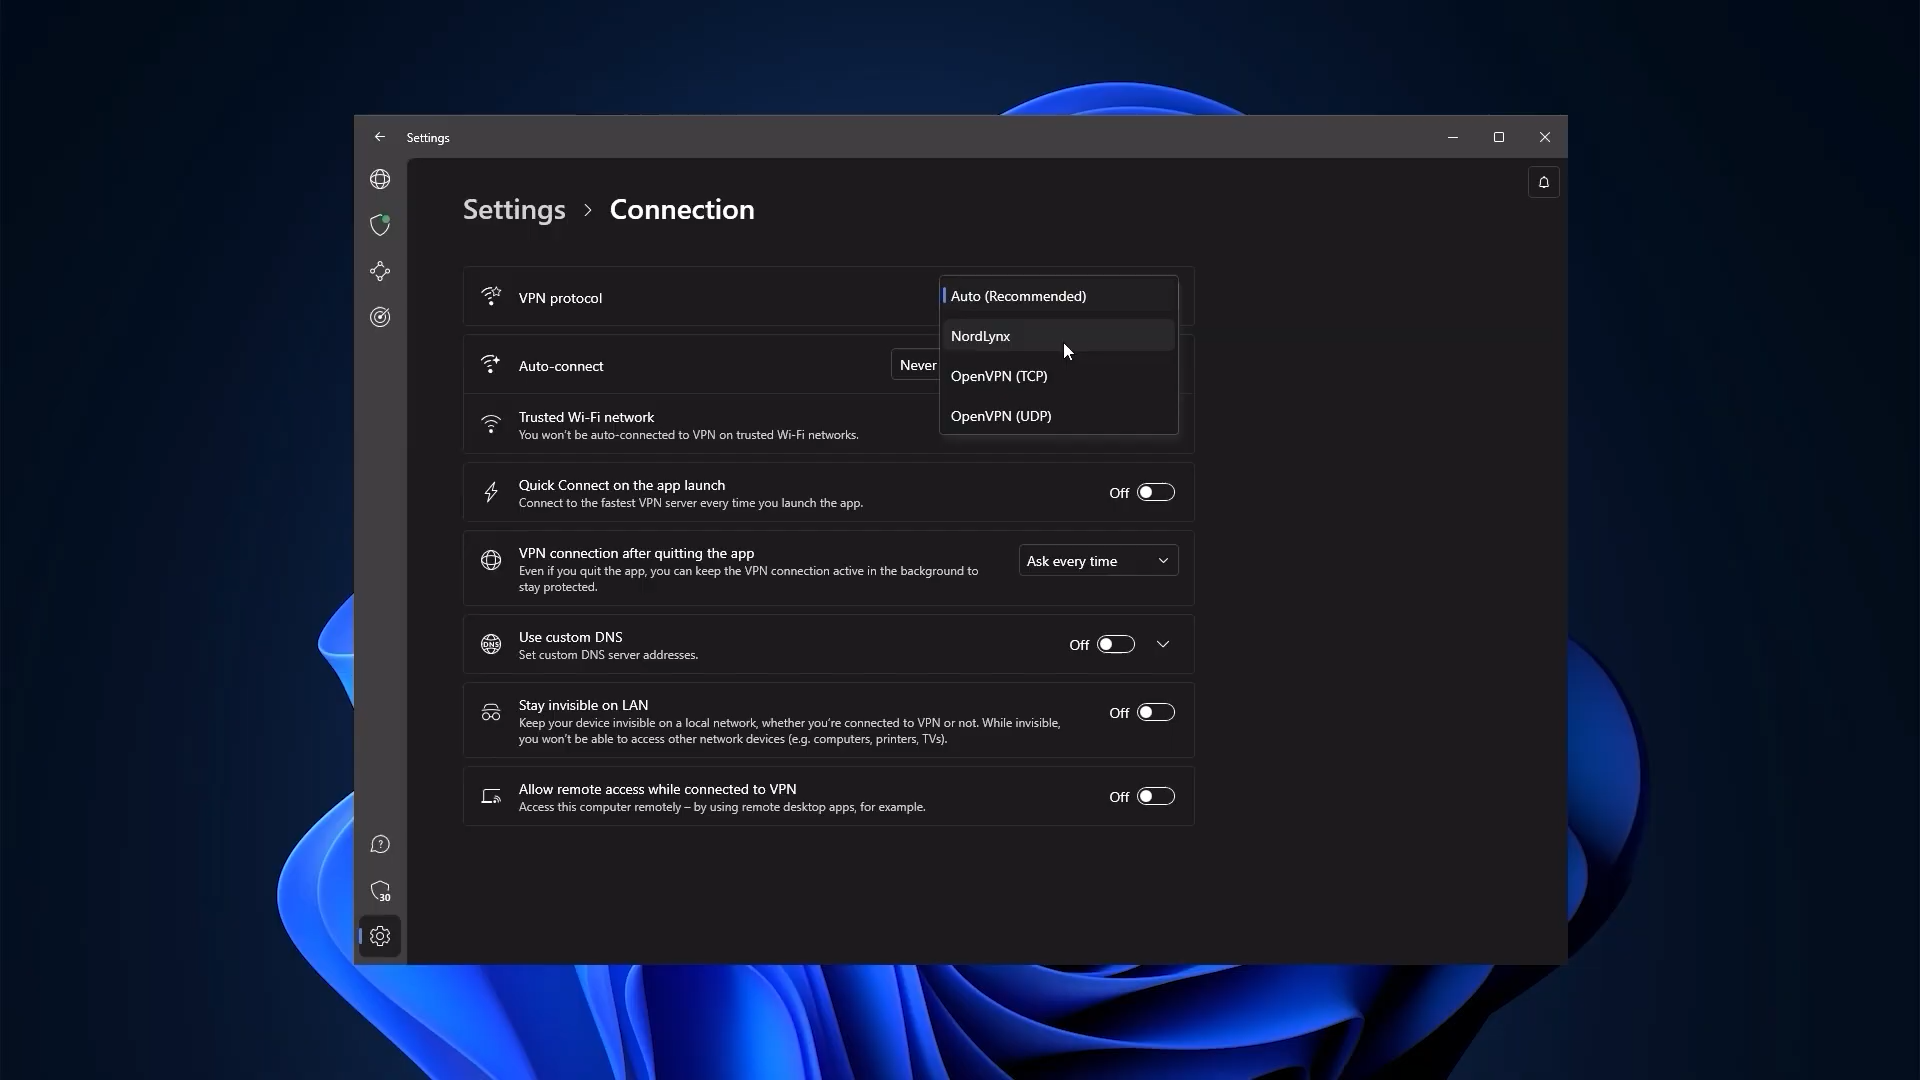 Settings
Settings > Connection
VPN protocol
Auto (Recommended)
NordLynx
OpenVPN (TCP)
OpenVPN (UDP)
Auto-connect
Never
Trusted Wi-Fi network
You won't be auto-connected to VPN on trusted Wi-Fi networks.
Quick Connect on the app launch
Connect to the fastest VPN server every time you launch the app.
Off
VPN connection after quitting the app
Even if you quit the app, you can keep the VPN connection active in the background to
stay protected.
Ask every time
DNS
Use custom DNS
Set custom DNS server addresses.
Off
Stay invisible on LAN
Keep your device invisible on a local network, whether you're connected to VPN or not. While invisible,
you won't be able to access other network devices (e.g. computers, printers, TVs).
Off
Allow remote access while connected to VPN
Access this computer remotely – by using remote desktop apps, for example.
Off
30